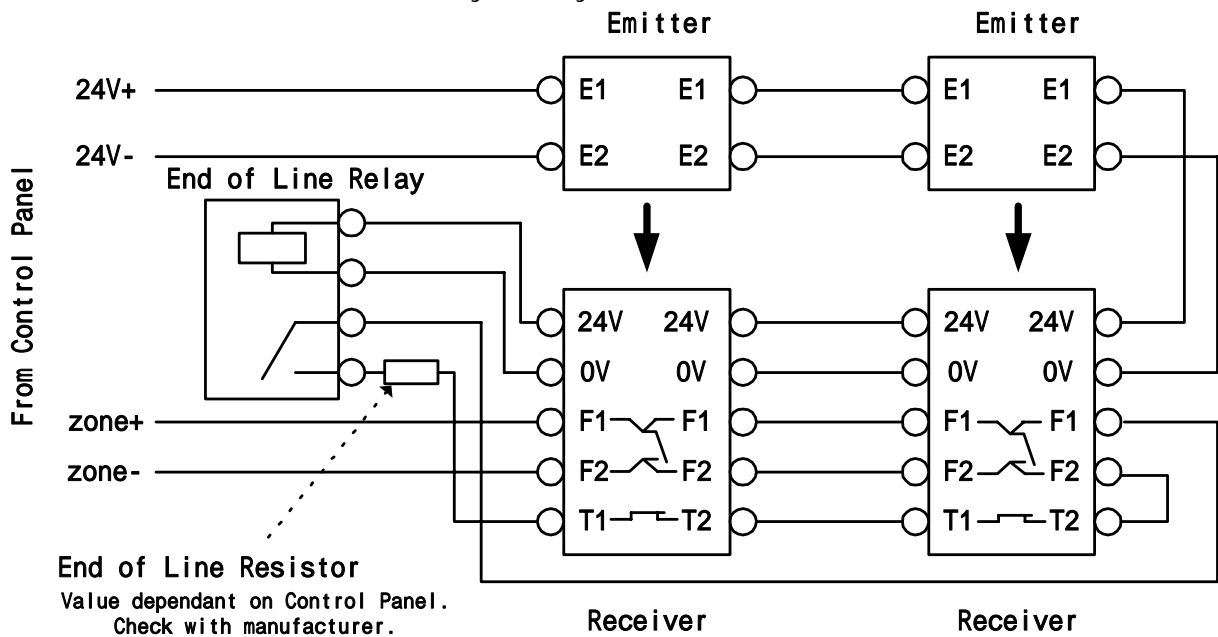 Emitter Emitter
24V+ E1 E1 E1 E1
24V- E2 E2 E2 E2
End of Line Relay
From Control Panel
24V 24V 24V 24V
0V 0V 0V 0V
zone+ F1 F1 F1 F1
zone- F2 F2 F2 F2
T1 T2 T1 T2
End of Line Resistor
Value dependant on Control Panel.
Check with manufacturer.
Receiver Receiver